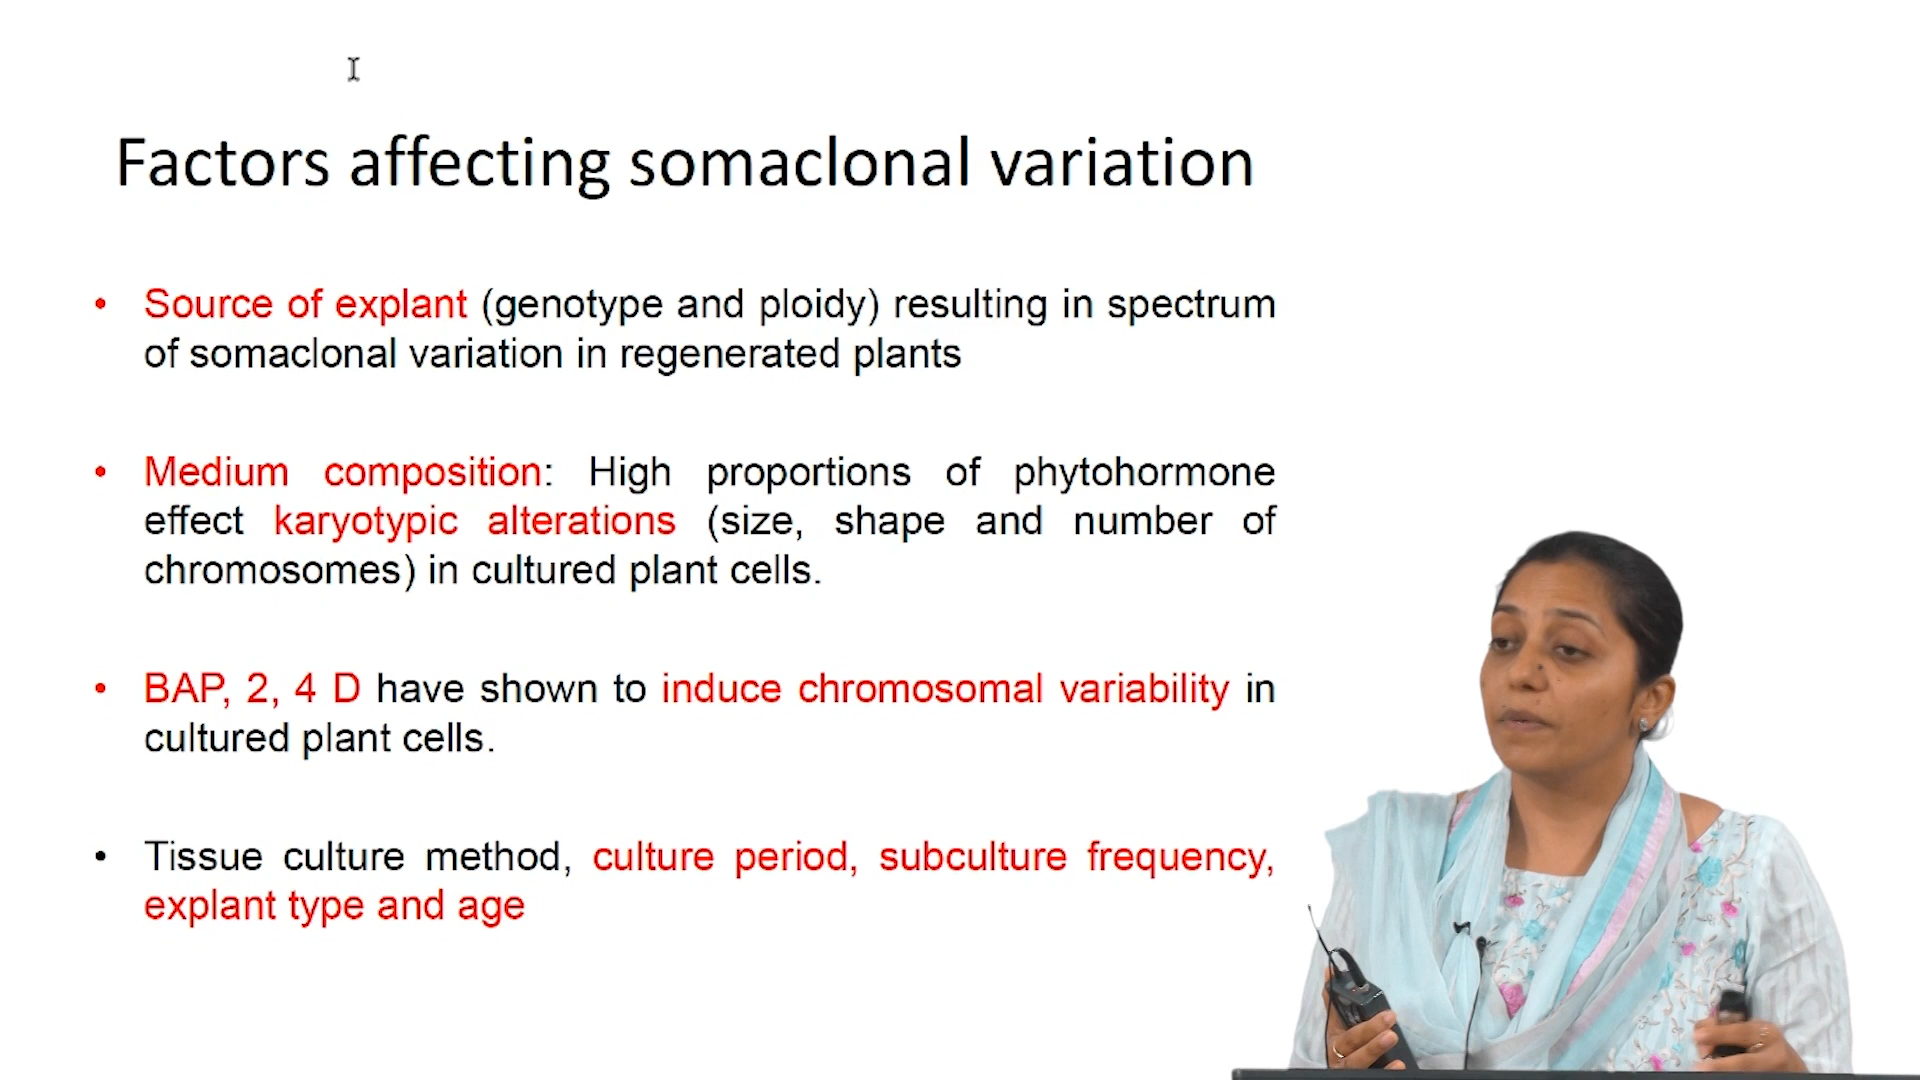 Factors affecting somaclonal variation
• Source of explant (genotype and ploidy) resulting in spectrum
of somaclonal variation in regenerated plants
• Medium composition: High proportions of phytohormone
effect karyotypic alterations (size, shape and number of
chromosomes) in cultured plant cells.
• BAP, 2, 4 D have shown to induce chromosomal variability in
cultured plant cells.
• Tissue culture method, culture period, subculture frequency,
explant type and age